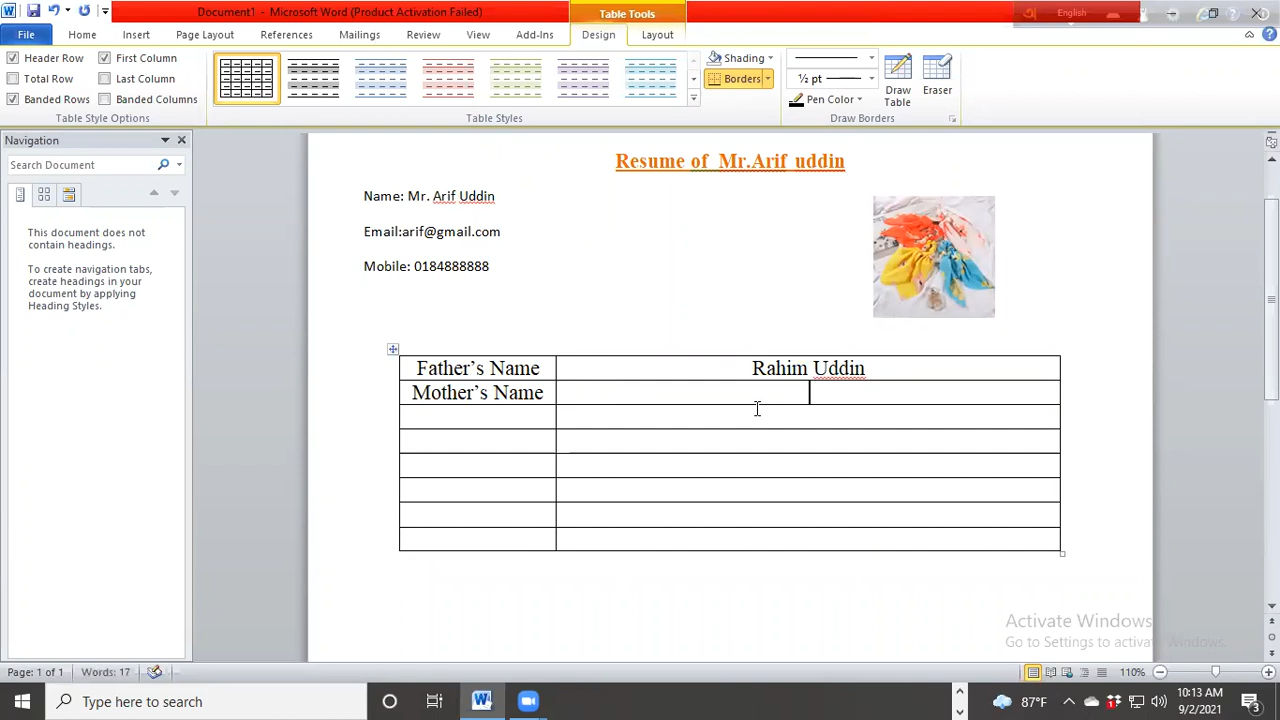 Document1 - Microsoft Word (Product Activation Failed)
Table Tools
English
File
Home
Insert
Page Layout
References
Mailings
Review
View
Add-Ins
Design
Layout
Header Row
First Column
Total Row
Last Column
Banded Rows
Banded Columns
Table Style Options
Table Styles
Shading
Borders
½ pt
Pen Color
Draw Table
Eraser
Draw Borders
Navigation
Search Document
This document does
not contain headings.
To create navigation tabs,
create headings in your
document by applying
Heading Styles.
Resume of Mr.Arif uddin
Name: Mr. Arif Uddin
Email:arif@gmail.com
Mobile: 0184888888
Father's Name
Rahim Uddin
Mother's Name
Activate Windows
Go to Settings to activate Windows.
Page: 1 of 1
Words: 17
110%
Type here to search
87°F
10:13 AM
9/2/2021
3